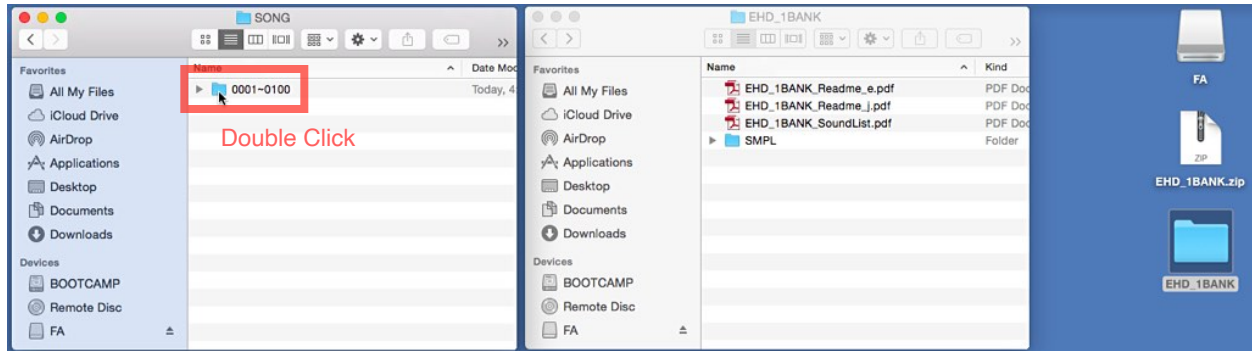 SONG
Favorites
All My Files
iCloud Drive
AirDrop
Applications
Desktop
Documents
Downloads
Devices
BOOTCAMP
Remote Disc
FA
Name
Date Mod
0001~0100
Today, 4:
Double Click
EHD_1BANK
Favorites
All My Files
iCloud Drive
AirDrop
Applications
Desktop
Documents
Downloads
Devices
BOOTCAMP
Remote Disc
FA
Name
Kind
EHD_1BANK_Readme_e.pdf
PDF Doc
EHD_1BANK_Readme_j.pdf
PDF Doc
EHD_1BANK_SoundList.pdf
PDF Doc
SMPL
Folder
FA
ZIP
EHD_1BANK.zip
EHD_1BANK